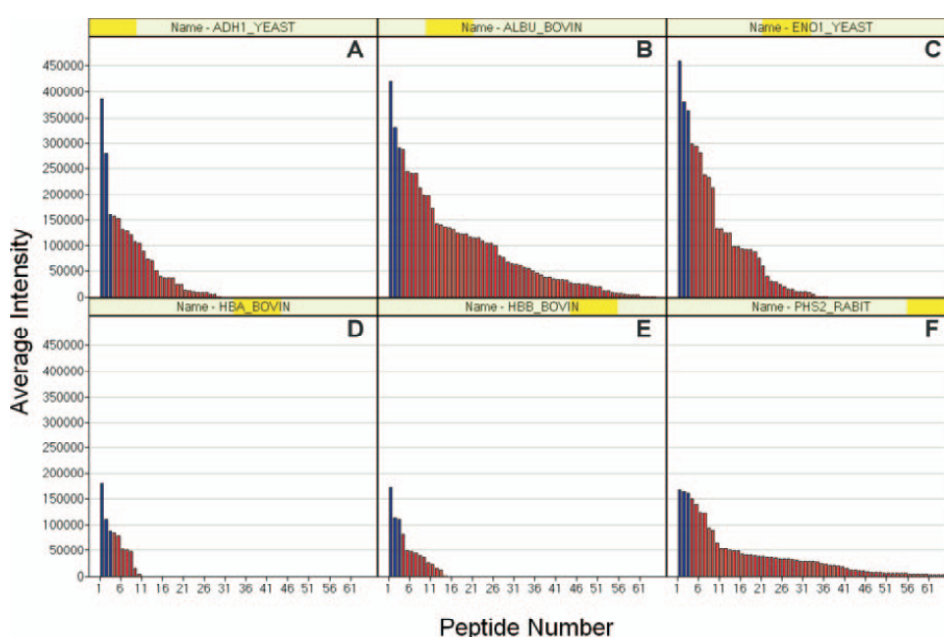 Name - ADH1_YEAST
Name - ALBU_BOVIN
Name - ENO1_YEAST
A
B
C
450000
400000
350000
300000
250000
200000
150000
100000
50000
0
Name - HBA_BOVIN
Name - HBB_BOVIN
Name - PHS2_RABIT
D
E
F
450000
400000
350000
300000
250000
200000
150000
100000
50000
0
Average Intensity
1 6 11 16 21 26 31 36 41 46 51 56 61
1 6 11 16 21 26 31 36 41 46 51 56 61
1 6 11 16 21 26 31 36 41 46 51 56 61
Peptide Number